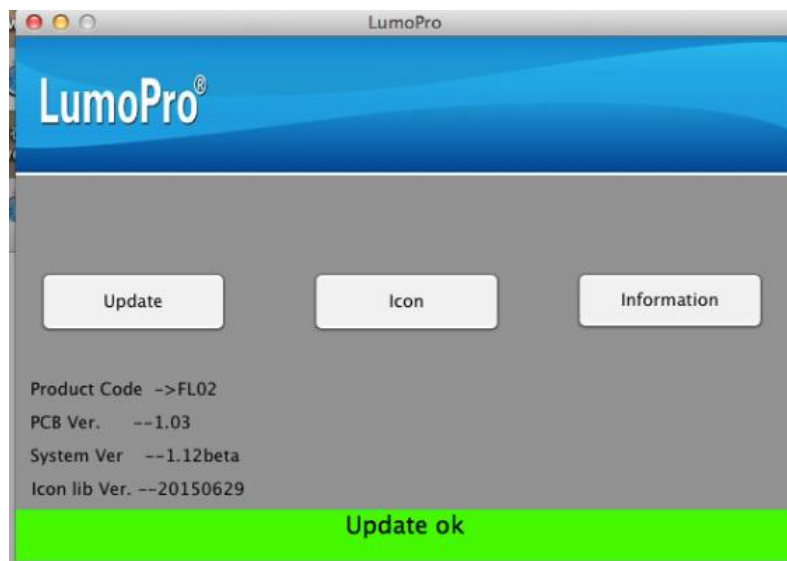 LumoPro
LumoPro®
Update Icon Information
Product Code ->FL02
PCB Ver. --1.03
System Ver --1.12beta
Icon lib Ver. --20150629
Update ok